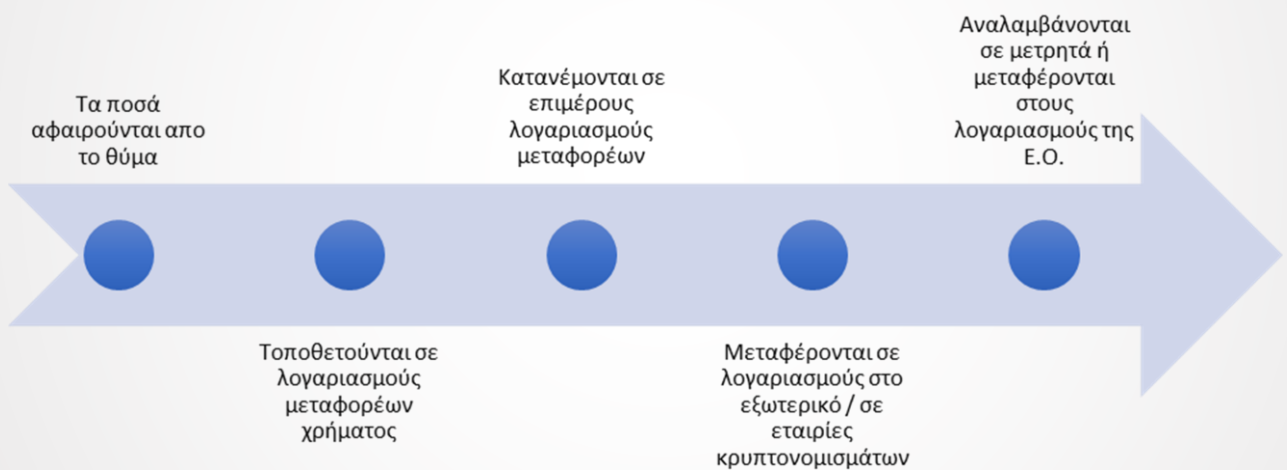 Τα ποσά
αφαιρούνται απο
το θύμα
Τοποθετούνται σε
λογαριασμούς
μεταφορέων
χρήματος
Κατανέμονται σε
επιμέρους
λογαριασμούς
μεταφορέων
Μεταφέρονται σε
λογαριασμούς στο
εξωτερικό / σε
εταιρίες
κρυπτονομισμάτων
Αναλαμβάνονται
σε μετρητά ή
μεταφέρονται
στους
λογαριασμούς της
Ε.Ο.